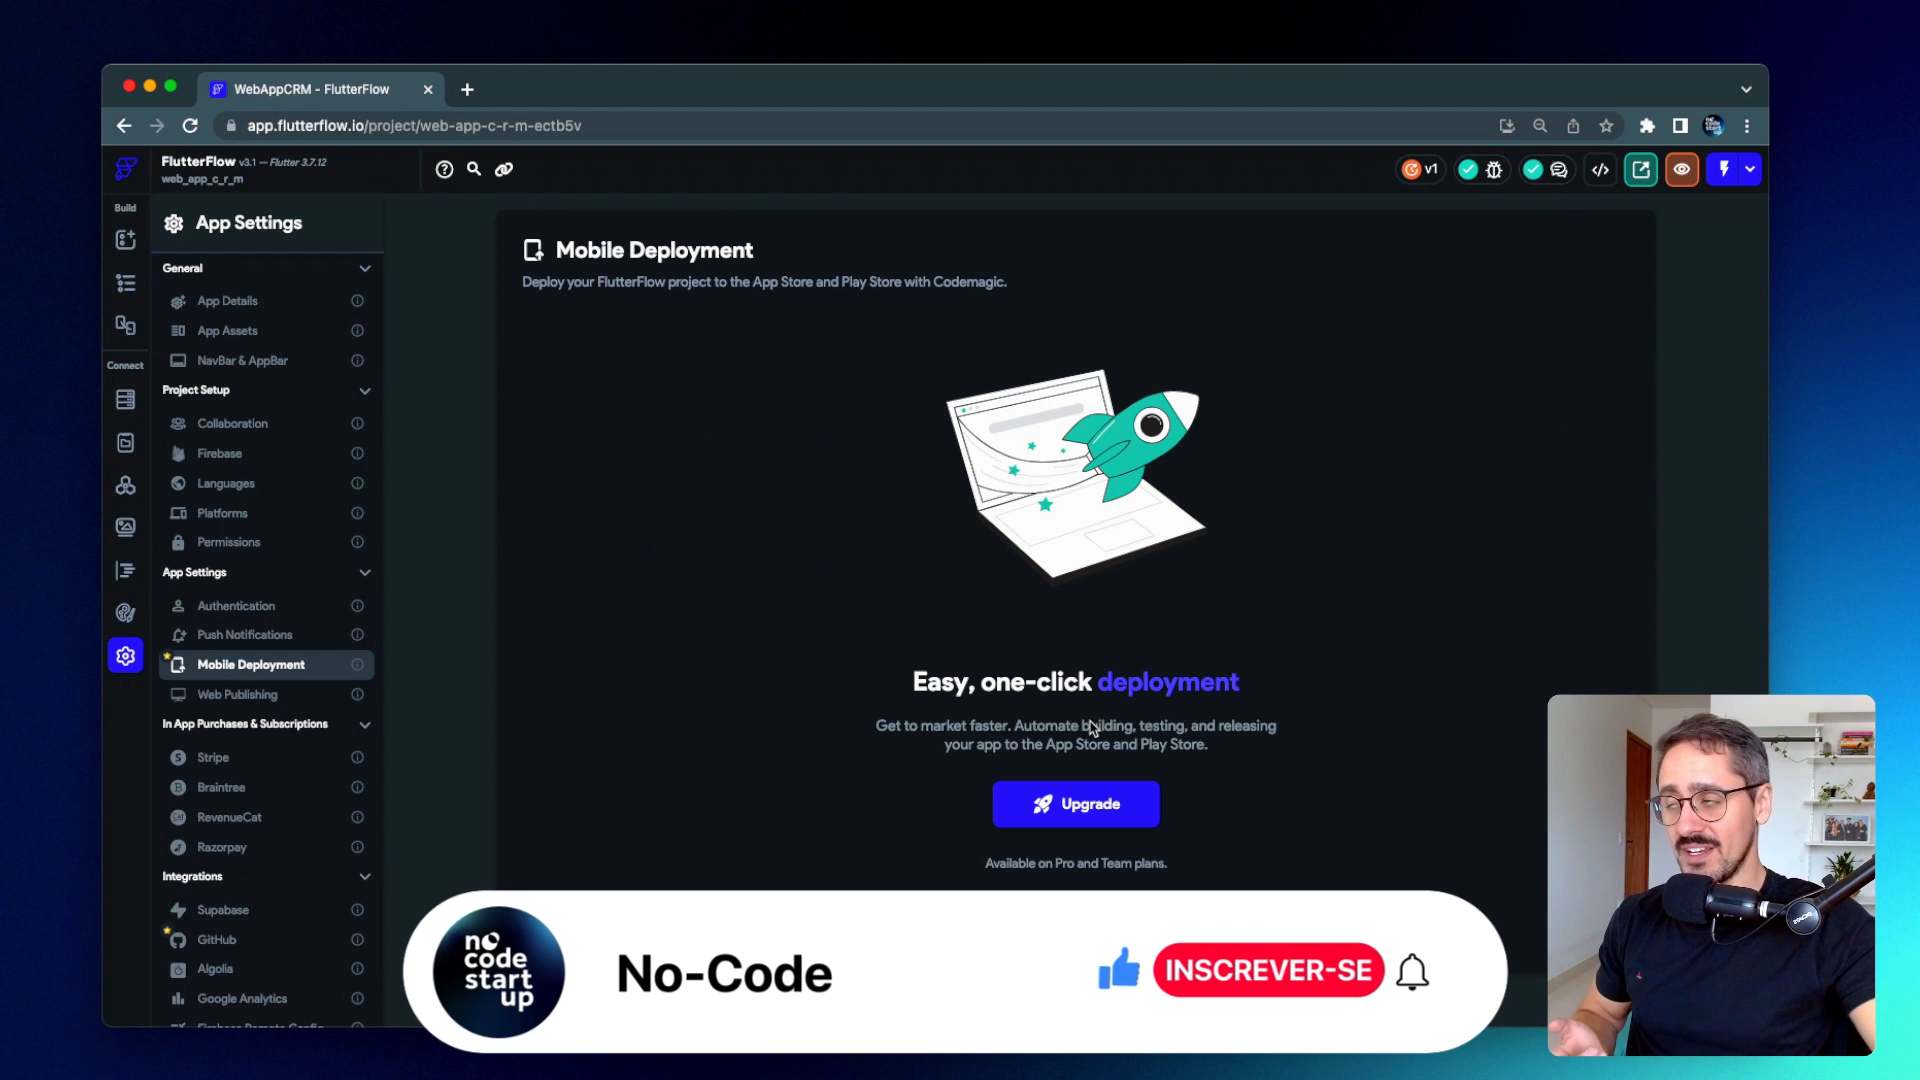 WebAppCRM - FlutterFlow
app.flutterflow.io/project/web-app-c-r-m-ectb5v
FlutterFlow v3.1 — Flutter 3.7.12
web_app_c_r_m
v1
Build
Connect
App Settings
General
App Details
App Assets
NavBar & AppBar
Project Setup
Collaboration
Firebase
Languages
Platforms
Permissions
App Settings
Authentication
Push Notifications
Mobile Deployment
Web Publishing
In App Purchases & Subscriptions
Stripe
Braintree
RevenueCat
Razorpay
Integrations
Supabase
GitHub
Algolia
Google Analytics
Firebase Remote Config
Mobile Deployment
Deploy your FlutterFlow project to the App Store and Play Store with Codemagic.
Easy, one-click deployment
Get to market faster. Automate building, testing, and releasing
your app to the App Store and Play Store.
Upgrade
Available on Pro and Team plans.
no
code
start
up
No-Code
INSCREVER-SE